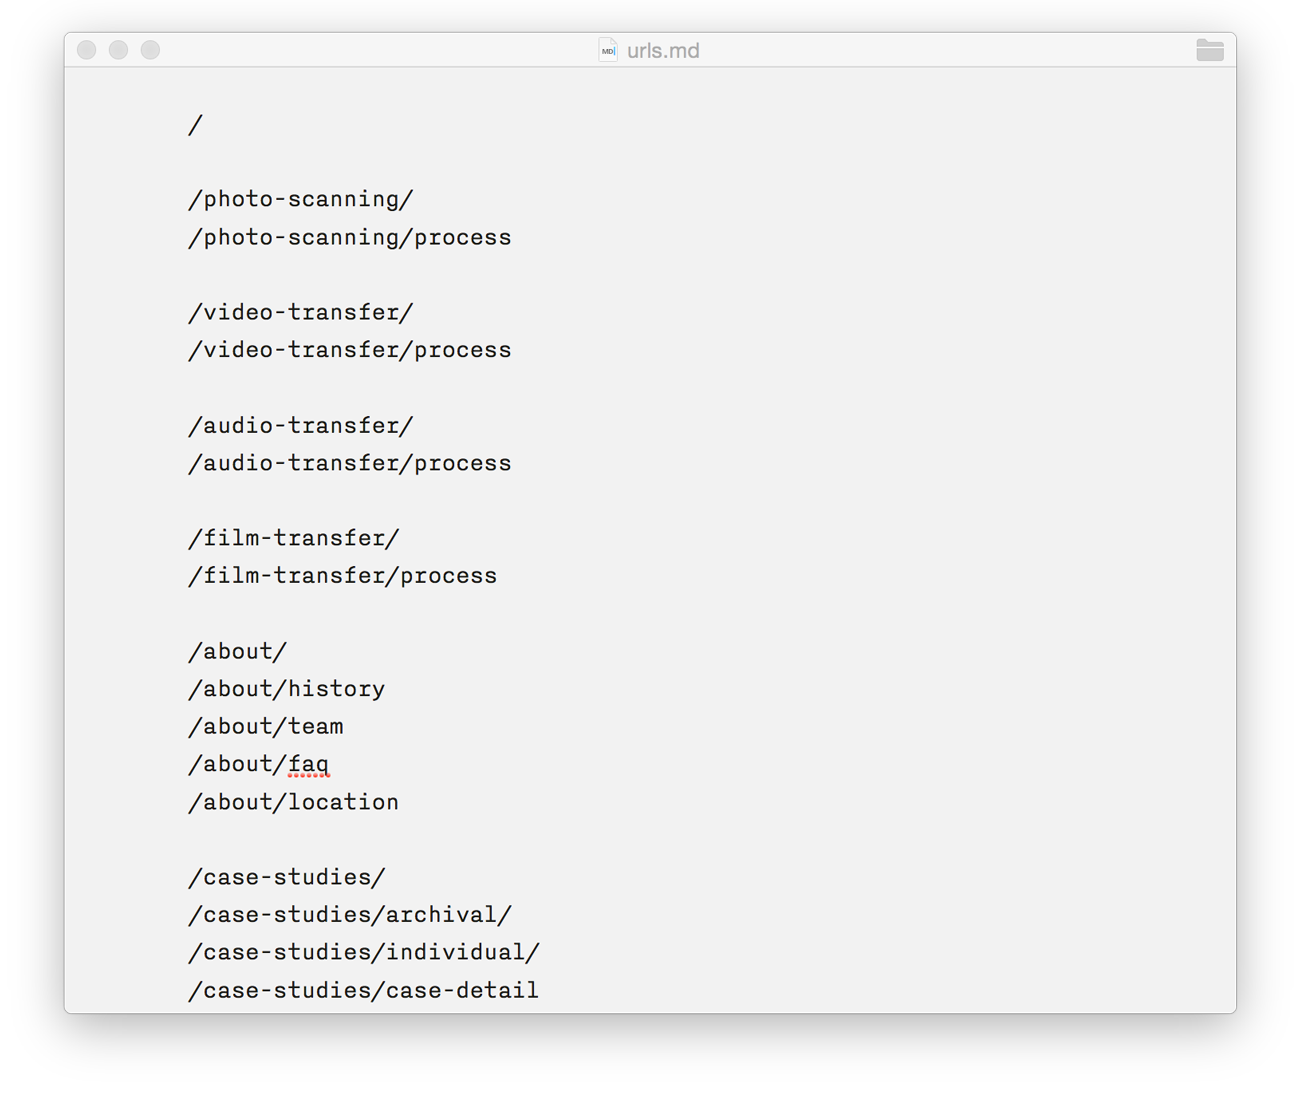 MD urls.md
/
/photo-scanning/
/photo-scanning/process
/video-transfer/
/video-transfer/process
/audio-transfer/
/audio-transfer/process
/film-transfer/
/film-transfer/process
/about/
/about/history
/about/team
/about/faq
/about/location
/case-studies/
/case-studies/archival/
/case-studies/individual/
/case-studies/case-detail